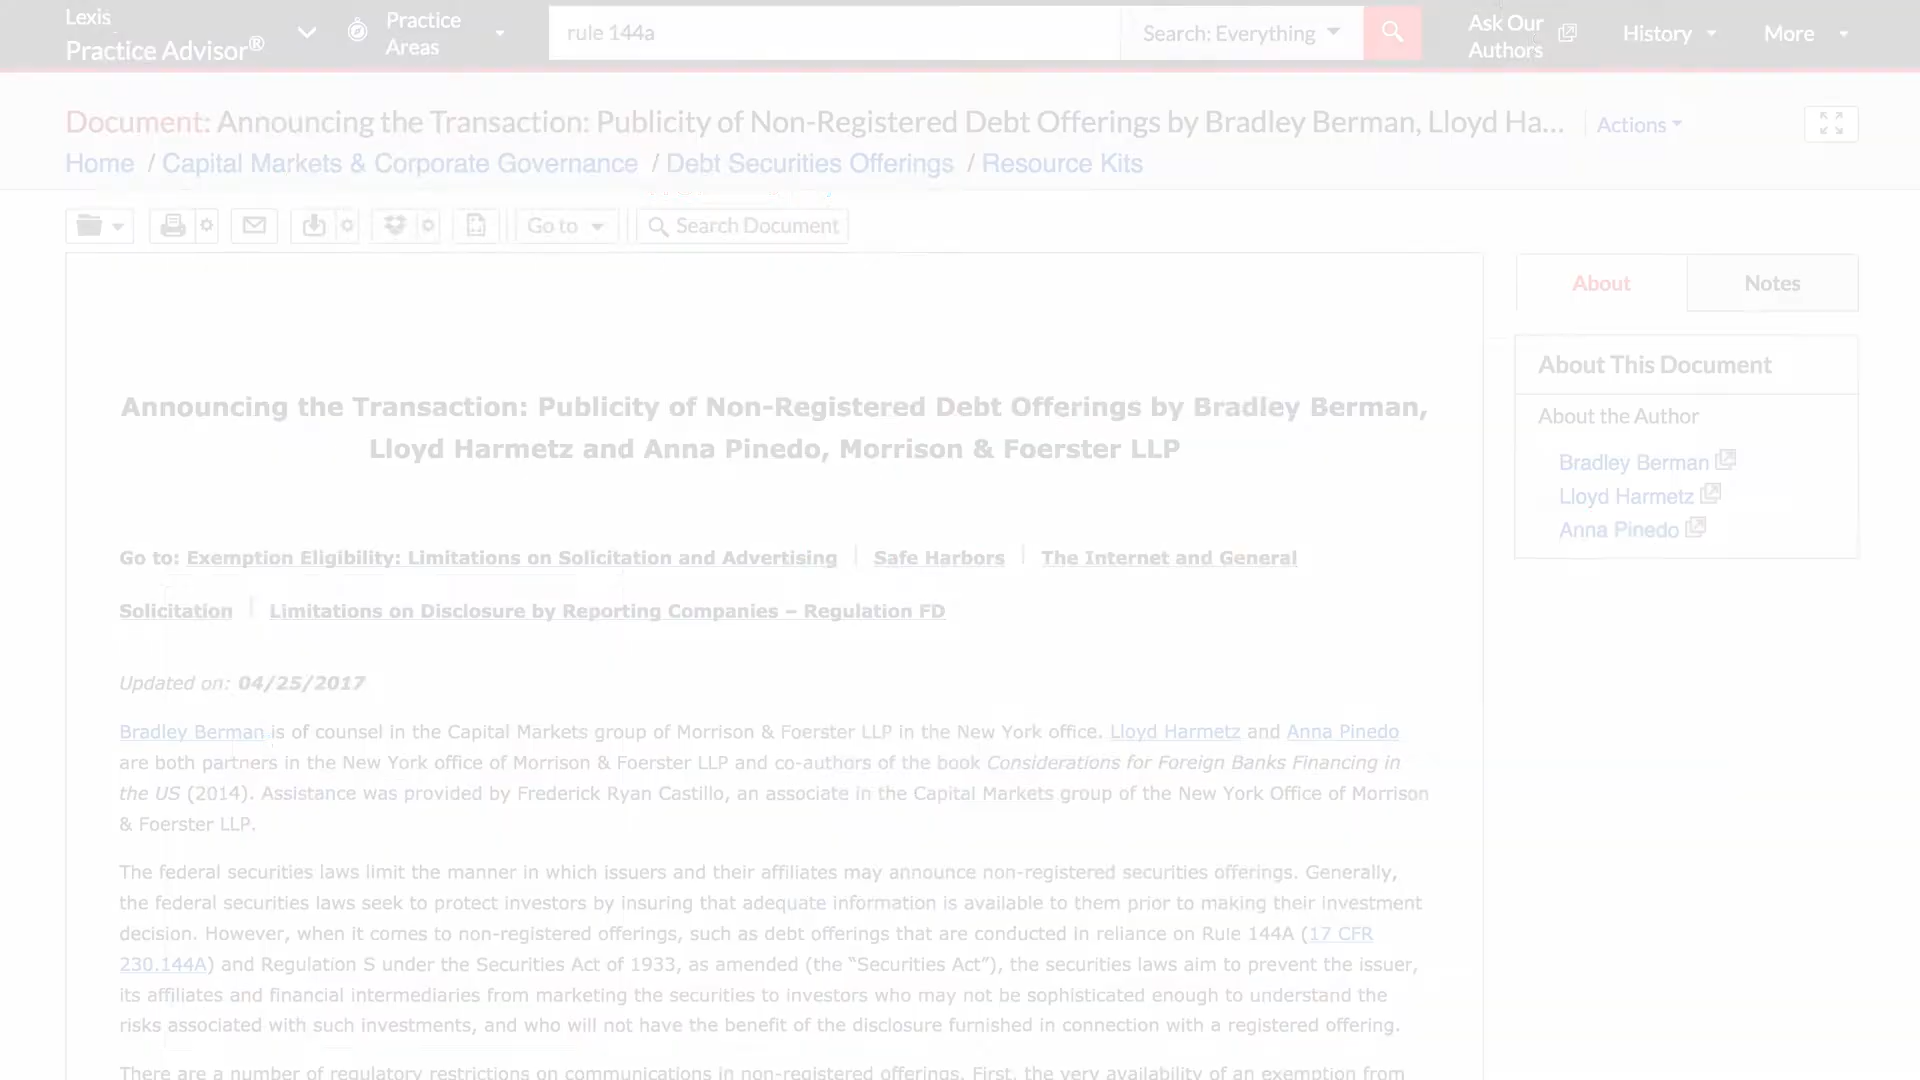 Lexis
Practice Advisor®
Practice
Areas
rule 144a
Search: Everything
Ask Our
Authors
History
More
Document: Announcing the Transaction: Publicity of Non-Registered Debt Offerings by Bradley Berman, Lloyd Ha...
Actions
Home / Capital Markets & Corporate Governance / Debt Securities Offerings / Resource Kits
Go to
Search Document
About
Notes
Announcing the Transaction: Publicity of Non-Registered Debt Offerings by Bradley Berman,
Lloyd Harmetz and Anna Pinedo, Morrison & Foerster LLP
Go to: Exemption Eligibility: Limitations on Solicitation and Advertising | Safe Harbors | The Internet and General
Solicitation | Limitations on Disclosure by Reporting Companies – Regulation FD
Updated on: 04/25/2017
Bradley Berman is of counsel in the Capital Markets group of Morrison & Foerster LLP in the New York office. Lloyd Harmetz and Anna Pinedo
are both partners in the New York office of Morrison & Foerster LLP and co-authors of the book Considerations for Foreign Banks Financing in
the US (2014). Assistance was provided by Frederick Ryan Castillo, an associate in the Capital Markets group of the New York Office of Morrison
& Foerster LLP.
The federal securities laws limit the manner in which issuers and their affiliates may announce non-registered securities offerings. Generally,
the federal securities laws seek to protect investors by insuring that adequate information is available to them prior to making their investment
decision. However, when it comes to non-registered offerings, such as debt offerings that are conducted in reliance on Rule 144A (17 CFR
230.144A) and Regulation S under the Securities Act of 1933, as amended (the “Securities Act”), the securities laws aim to prevent the issuer,
its affiliates and financial intermediaries from marketing the securities to investors who may not be sophisticated enough to understand the
risks associated with such investments, and who will not have the benefit of the disclosure furnished in connection with a registered offering.
There are a number of regulatory restrictions on communications in non-registered offerings. First, the very availability of an exemption from
About This Document
About the Author
Bradley Berman
Lloyd Harmetz
Anna Pinedo